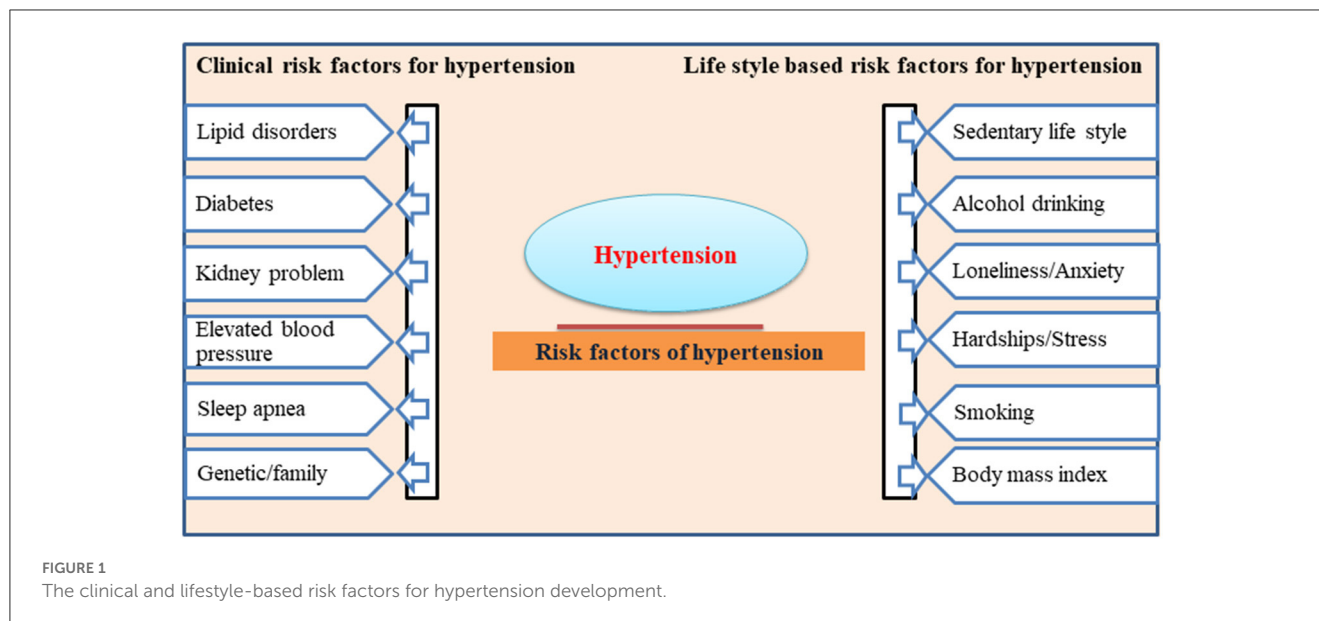 Clinical risk factors for hypertension
Life style based risk factors for hypertension
Lipid disorders
Diabetes
Kidney problem
Elevated blood
pressure
Sleep apnea
Genetic/family
Hypertension
Risk factors of hypertension
Sedentary life style
Alcohol drinking
Loneliness/Anxiety
Hardships/Stress
Smoking
Body mass index
FIGURE 1
The clinical and lifestyle-based risk factors for hypertension development.